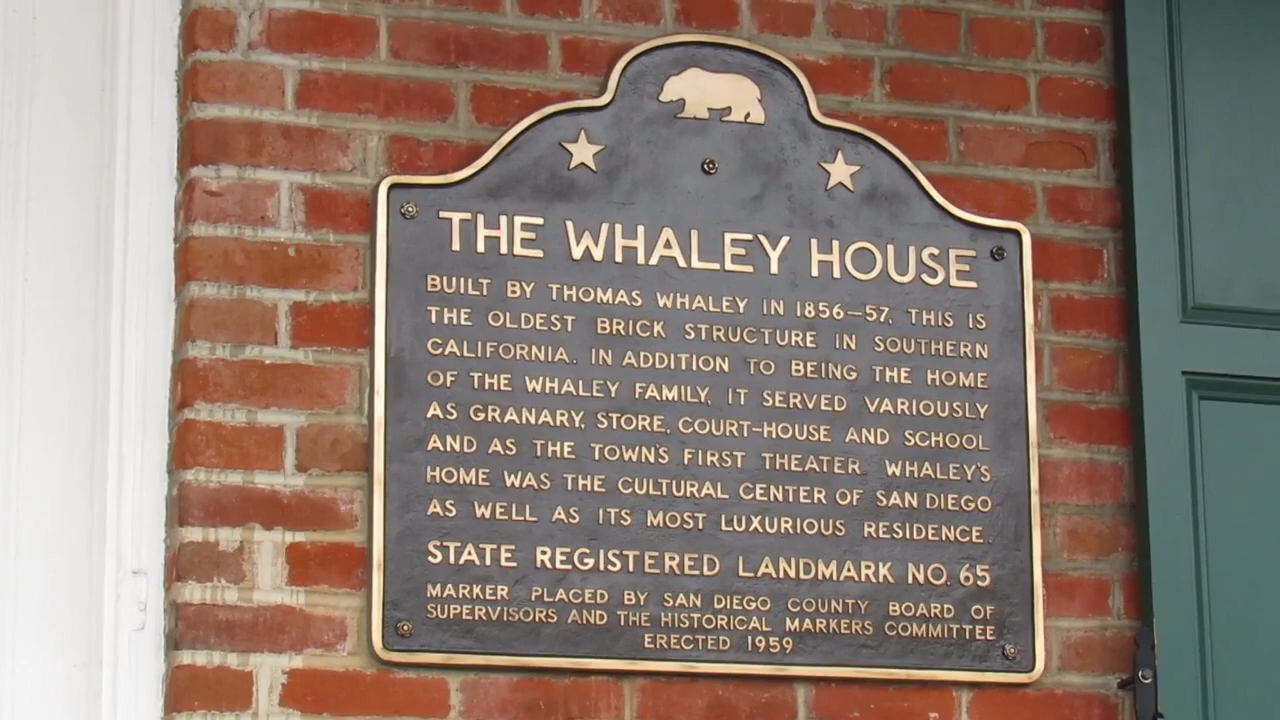 THE WHALEY HOUSE
BUILT BY THOMAS WHALEY IN 1856-57, THIS IS
THE OLDEST BRICK STRUCTURE IN SOUTHERN
CALIFORNIA. IN ADDITION TO BEING THE HOME
OF THE WHALEY FAMILY, IT SERVED VARIOUSLY
AS GRANARY, STORE, COURT-HOUSE AND SCHOOL
AND AS THE TOWN'S FIRST THEATER. WHALEY'S
HOME WAS THE CULTURAL CENTER OF SAN DIEGO
AS WELL AS ITS MOST LUXURIOUS RESIDENCE.
STATE REGISTERED LANDMARK NO. 65
MARKER PLACED BY SAN DIEGO COUNTY BOARD OF
SUPERVISORS AND THE HISTORICAL MARKERS COMMITTEE
ERECTED 1959